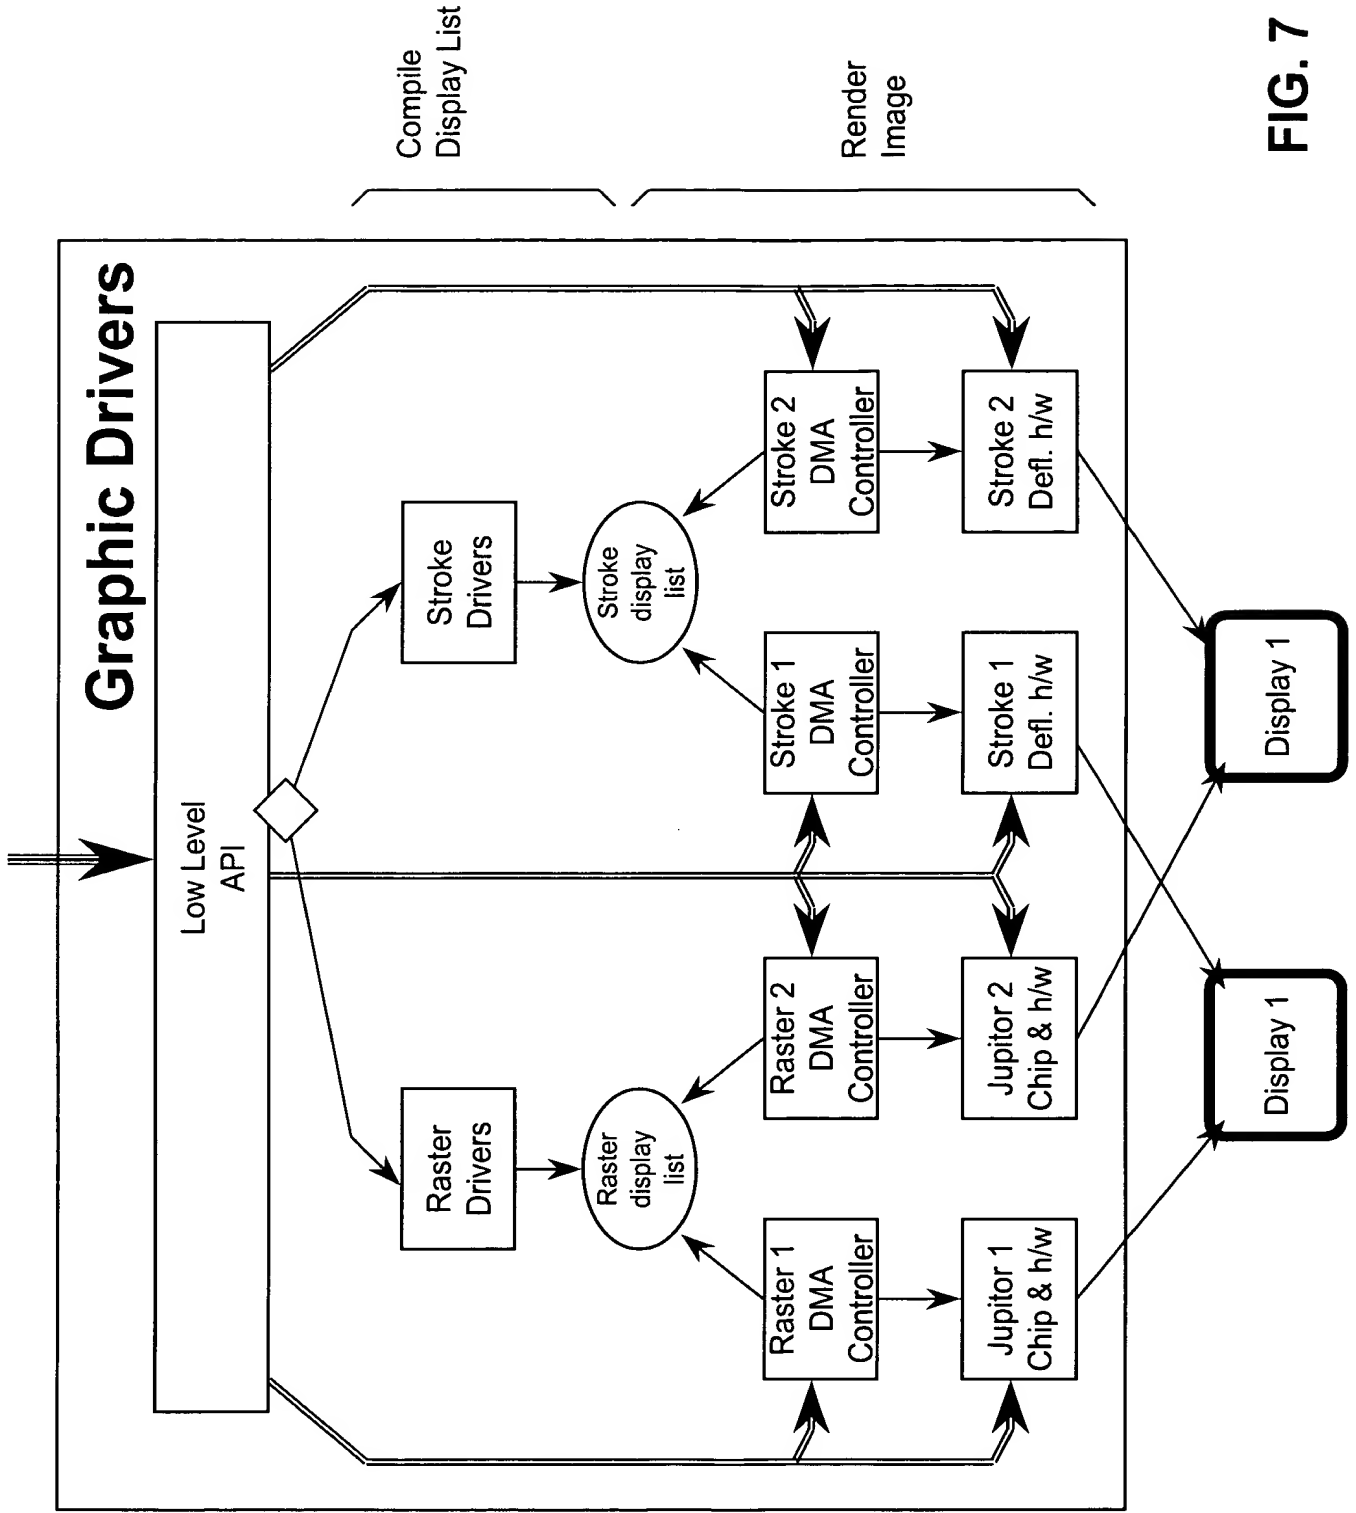 Graphic Drivers
Low Level
API
Compile
Display List
Raster
Drivers
Stroke
Drivers
Raster
display
list
Stroke
display
list
Render
Image
Raster 1
DMA
Controller
Raster 2
DMA
Controller
Stroke 1
DMA
Controller
Stroke 2
DMA
Controller
Jupitor 1
Chip & h/w
Jupitor 2
Chip & h/w
Stroke 1
Defl. h/w
Stroke 2
Defl. h/w
Display 1
Display 1
FIG. 7